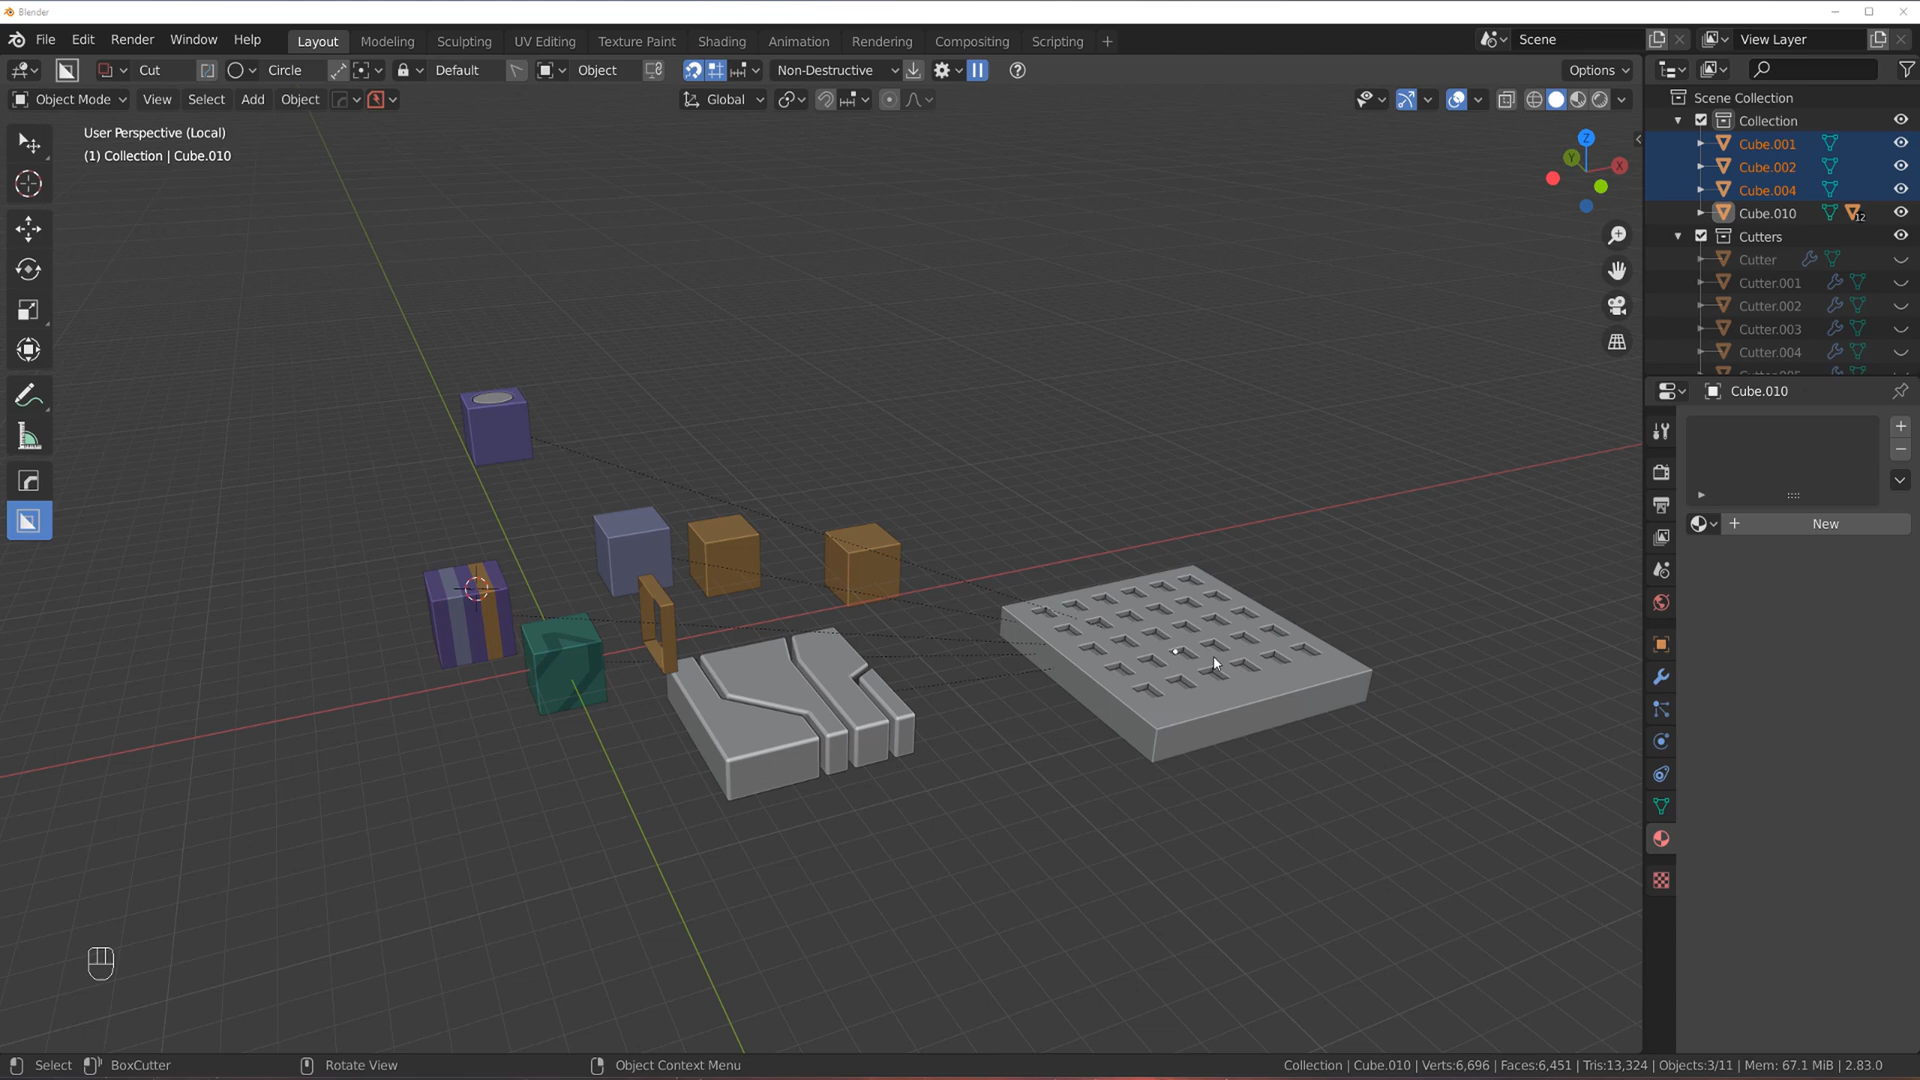 Blender
File Edit Render Window Help Layout Modeling Sculpting UV Editing Texture Paint Shading Animation Rendering Compositing Scripting + Scene View Layer
Cut Circle Default Object Non-Destructive Options
Object Mode View Select Add Object Global
User Perspective (Local)
(1) Collection | Cube.010
Z
Y
X
Scene Collection
Collection
Cube.001
Cube.002
Cube.004
Cube.010 12
Cutters
Cutter
Cutter.001
Cutter.002
Cutter.003
Cutter.004
Cube.010
New
Select BoxCutter Rotate View Object Context Menu Collection | Cube.010 | Verts:6,696 | Faces:6,451 | Tris:13,324 | Objects:3/11 | Mem: 67.1 MiB | 2.83.0